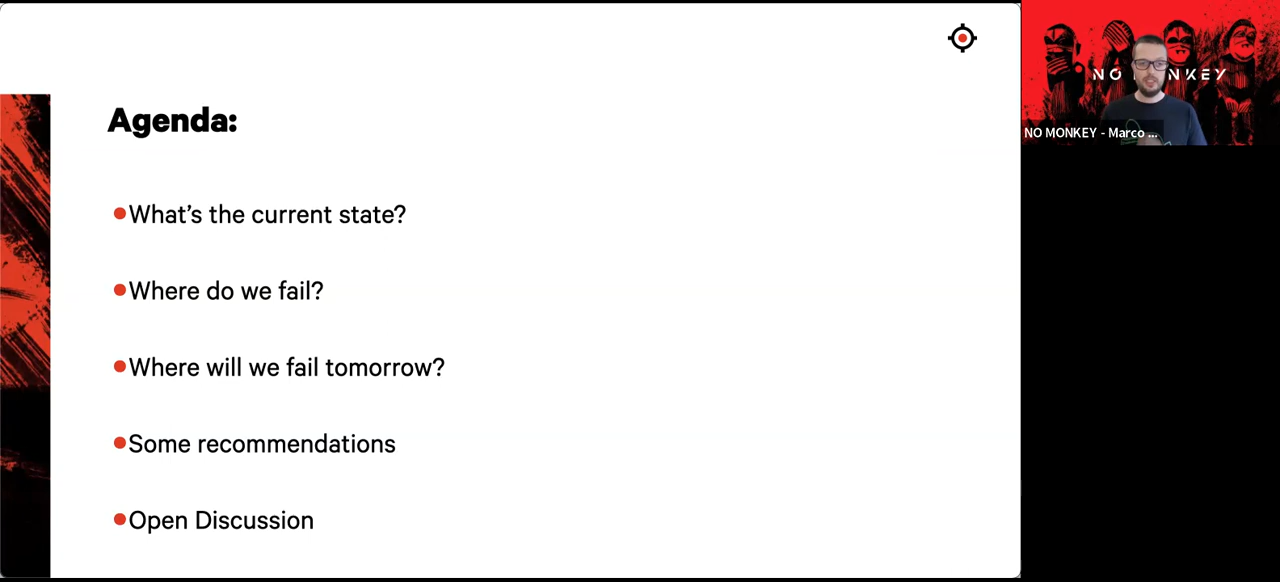 Agenda:
What's the current state?
Where do we fail?
Where will we fail tomorrow?
Some recommendations
Open Discussion
NO MONKEY - Marco ...